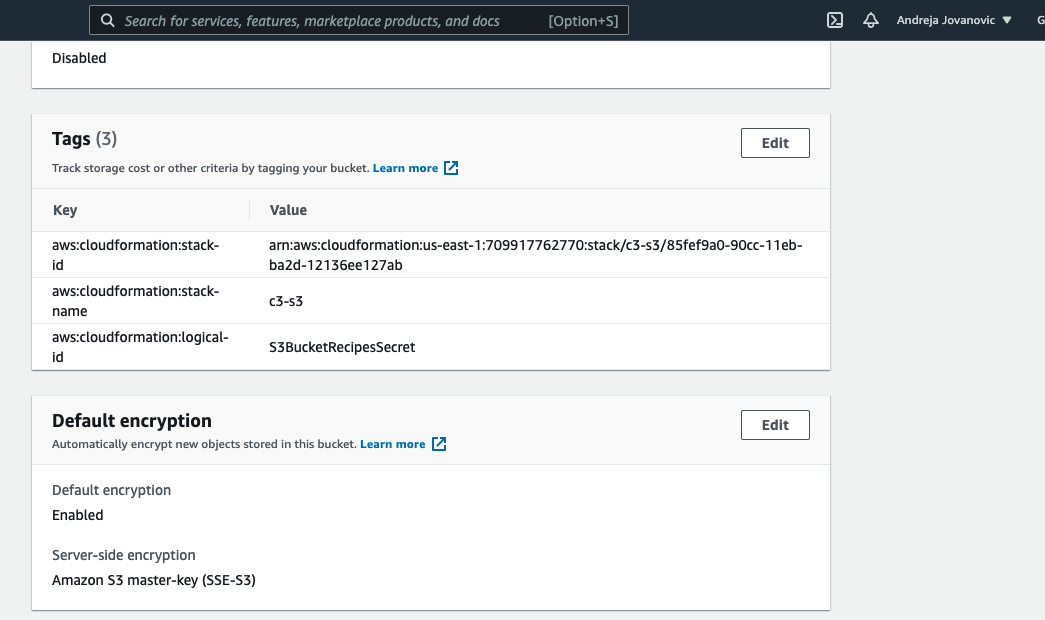 Search for services, features, marketplace products, and docs [Option+S] Andreja Jovanovic ▼ G
Disabled
Tags (3)
Edit
Track storage cost or other criteria by tagging your bucket. Learn more
Key Value
aws:cloudformation:stack-
id
arn:aws:cloudformation:us-east-1:709917762770:stack/c3-s3/85fef9a0-90cc-11eb-
ba2d-12136ee127ab
aws:cloudformation:stack-
name
c3-s3
aws:cloudformation:logical-
id
S3BucketRecipesSecret
Default encryption
Edit
Automatically encrypt new objects stored in this bucket. Learn more
Default encryption
Enabled
Server-side encryption
Amazon S3 master-key (SSE-S3)